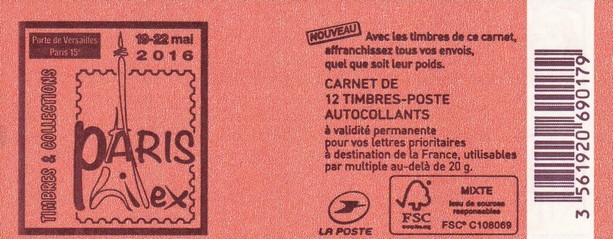 Porte de Versailles
Paris 15e
19-22 mai
2016
TIMBRES & COLLECTIONS
PARIS
Philex
NOUVEAU
Avec les timbres de ce carnet,
affranchissez tous vos envois,
quel que soit leur poids.
CARNET DE
12 TIMBRES-POSTE
AUTOCOLLANTS
à validité permanente
pour vos lettres prioritaires
à destination de la France, utilisables
par multiple au-delà de 20 g.
LA POSTE
FSC
www.fsc.org
MIXTE
Issu de sources
responsables
FSC® C108069
3 561920 690179